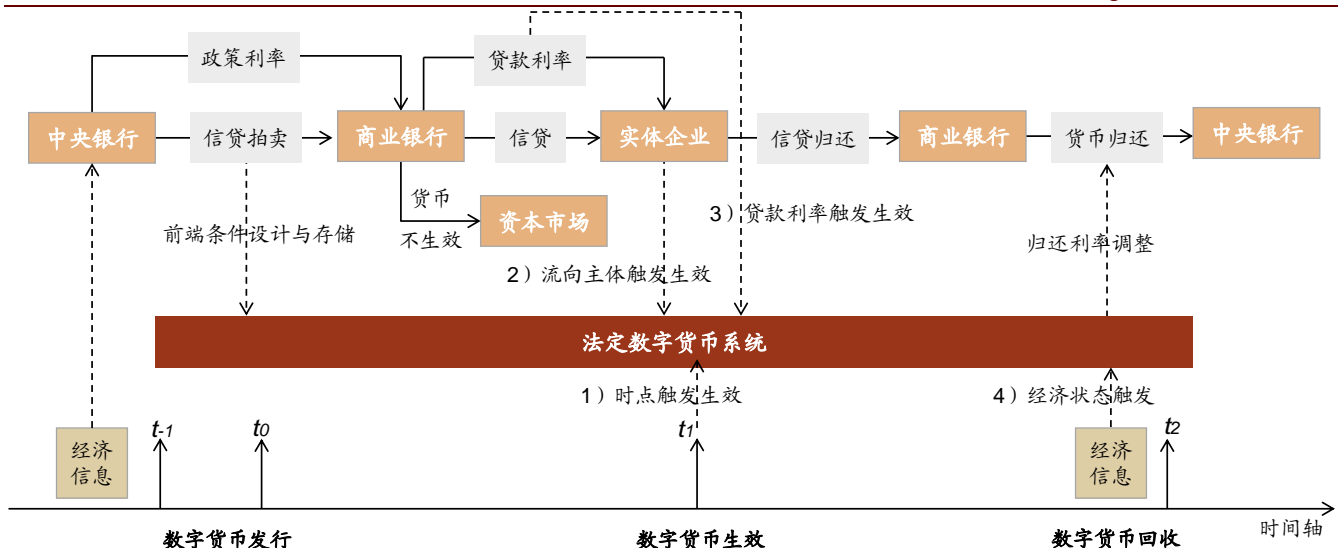 政策利率
贷款利率
中央银行
信贷拍卖
商业银行
信贷
实体企业
信贷归还
商业银行
货币归还
中央银行
货币
不生效
资本市场
前端条件设计与存储
2）流向主体触发生效
3）贷款利率触发生效
归还利率调整
法定数字货币系统
1）时点触发生效
4）经济状态触发
经济
信息
t-1
t0
t1
经济
信息
t2
时间轴
数字货币发行
数字货币生效
数字货币回收